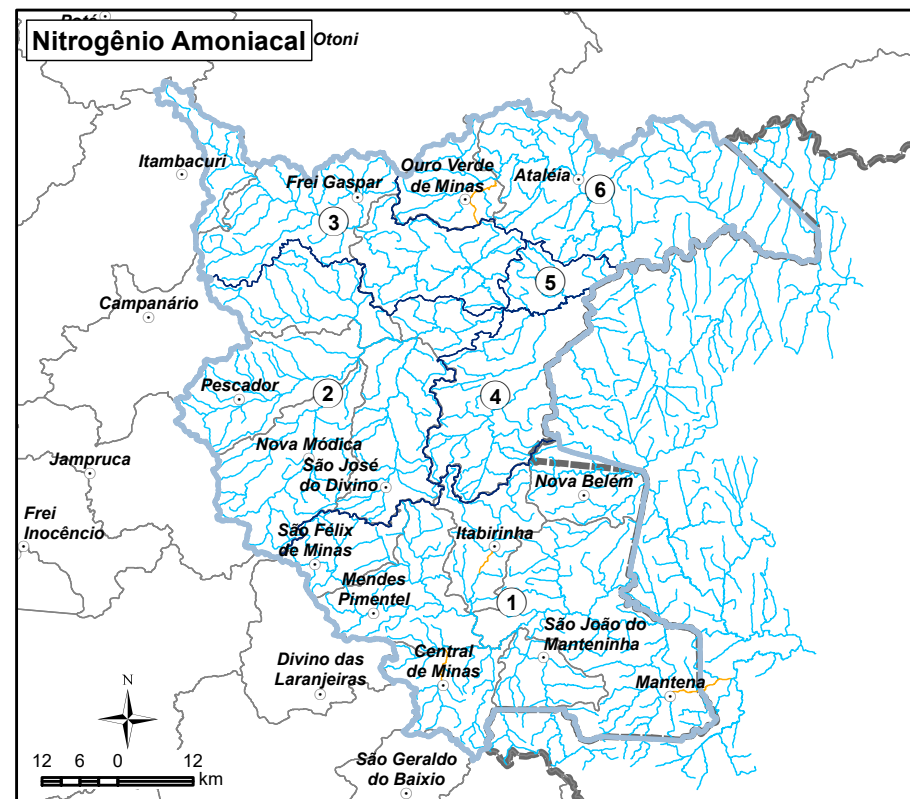 Nitrogênio Amoniacal
Otoni
Itambacuri
Frei Gaspar
Ouro Verde
de Minas
Ataléia
6
3
5
Campanário
Pescador
2
4
Nova Módica
São José
do Divino
Jampruca
Nova Belém
Frei
Inocêncio
São Félix
de Minas
Itabirinha
Mendes
Pimentel
1
São João do
Manteninha
Divino das
Laranjeiras
Central
de Minas
Mantena
N
12 6 0 12
km
São Geraldo
do Baixio